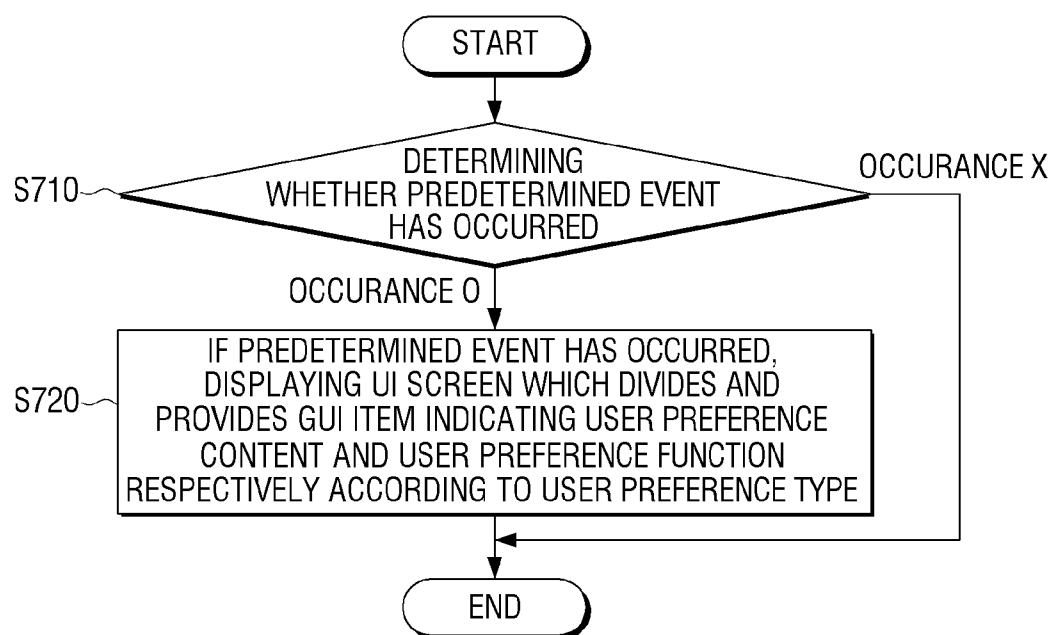 START
DETERMINING
WHETHER PREDETERMINED EVENT
HAS OCCURRED
S710
OCCURANCE X
OCCURANCE O
IF PREDETERMINED EVENT HAS OCCURRED,
DISPLAYING UI SCREEN WHICH DIVIDES AND
PROVIDES GUI ITEM INDICATING USER PREFERENCE
CONTENT AND USER PREFERENCE FUNCTION
RESPECTIVELY ACCORDING TO USER PREFERENCE TYPE
S720
END